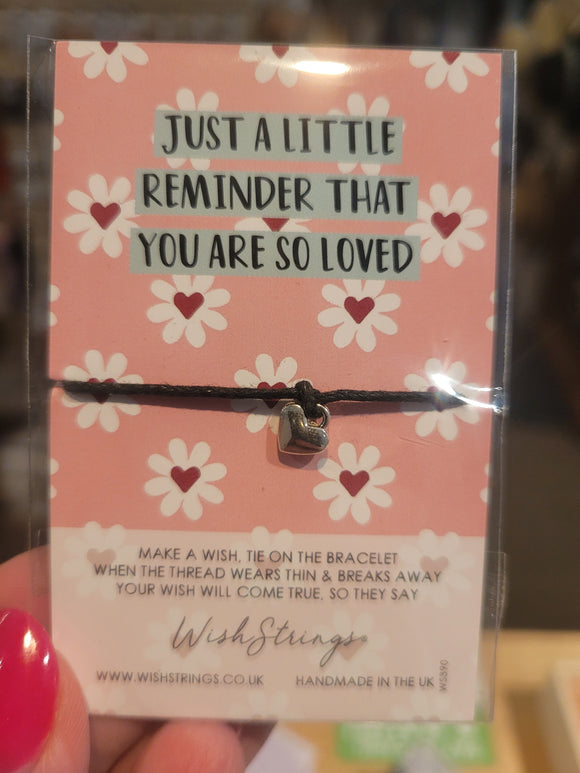 JUST A LITTLE
REMINDER THAT
YOU ARE SO LOVED
MAKE A WISH, TIE ON THE BRACELET
WHEN THE THREAD WEARS THIN & BREAKS AWAY
YOUR WISH WILL COME TRUE, SO THEY SAY
WishStrings®
WWW.WISHSTRINGS.CO.UK HANDMADE IN THE UK
WS890